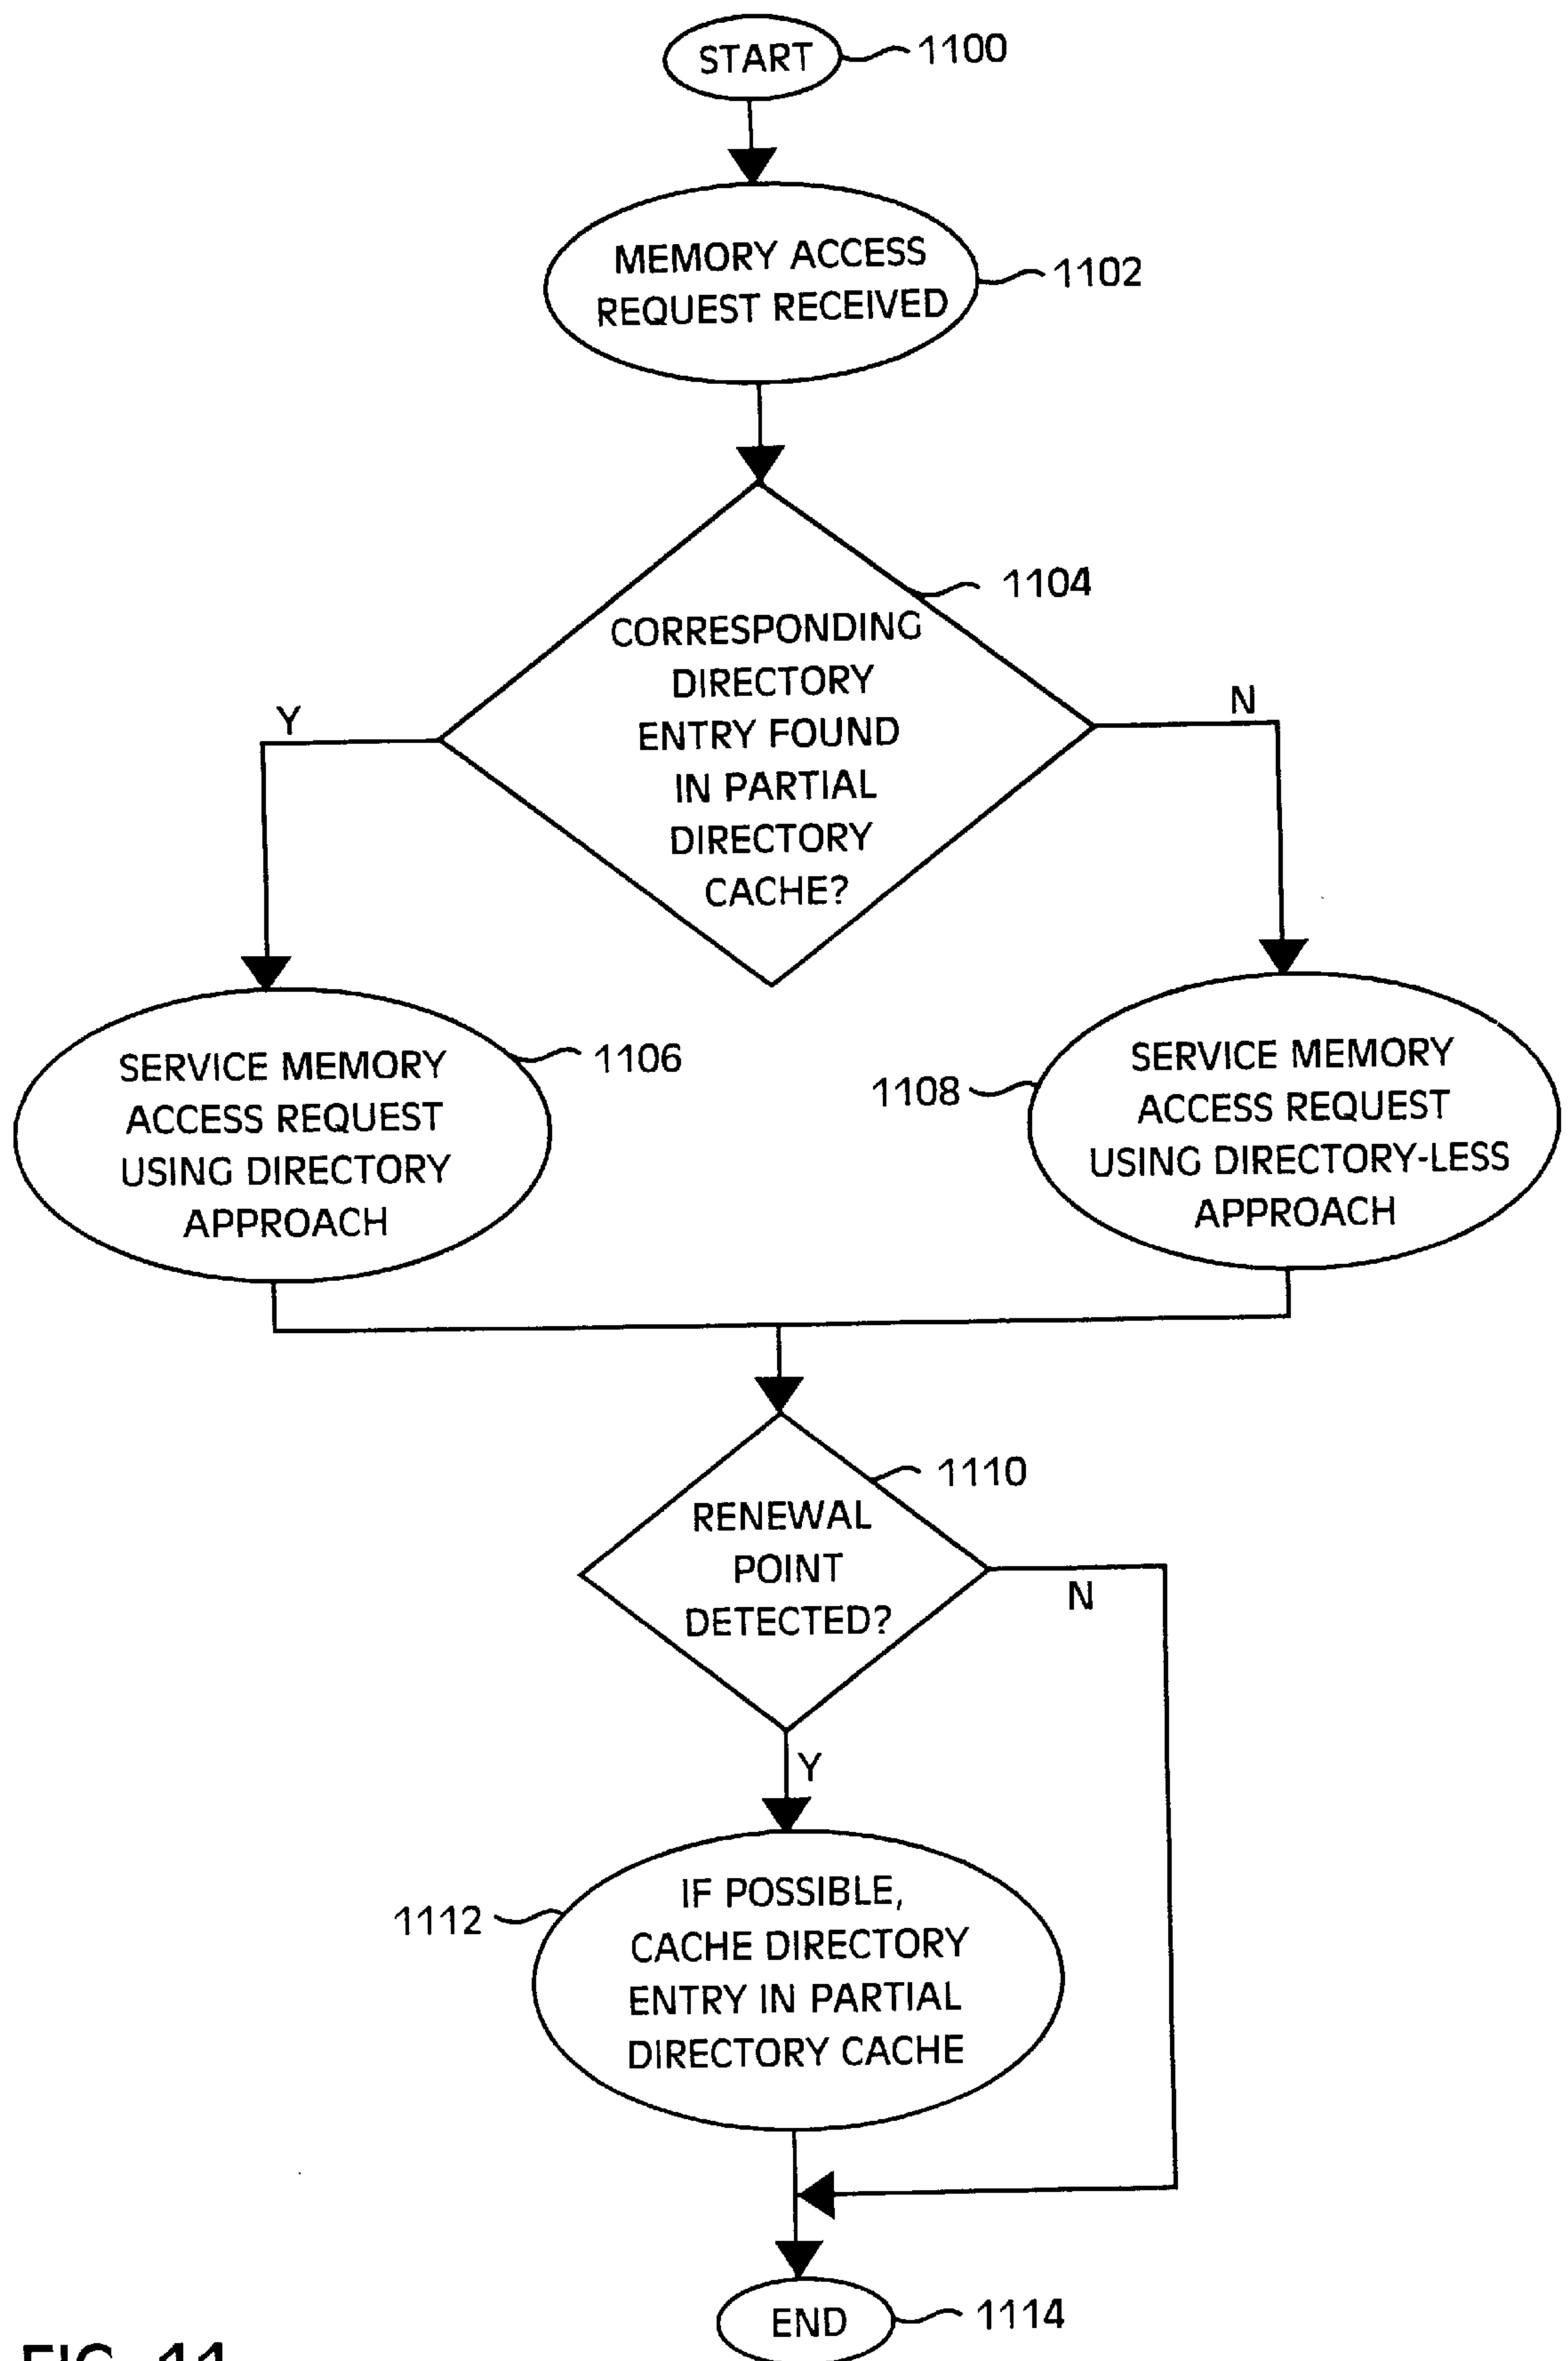 START
1100
MEMORY ACCESS
REQUEST RECEIVED
1102
1104
CORRESPONDING
DIRECTORY
ENTRY FOUND
IN PARTIAL
DIRECTORY
CACHE?
Y
N
SERVICE MEMORY
ACCESS REQUEST
USING DIRECTORY
APPROACH
1106
1108
SERVICE MEMORY
ACCESS REQUEST
USING DIRECTORY-LESS
APPROACH
1110
RENEWAL
POINT
DETECTED?
N
Y
1112
IF POSSIBLE,
CACHE DIRECTORY
ENTRY IN PARTIAL
DIRECTORY CACHE
END
1114
FIG. 11